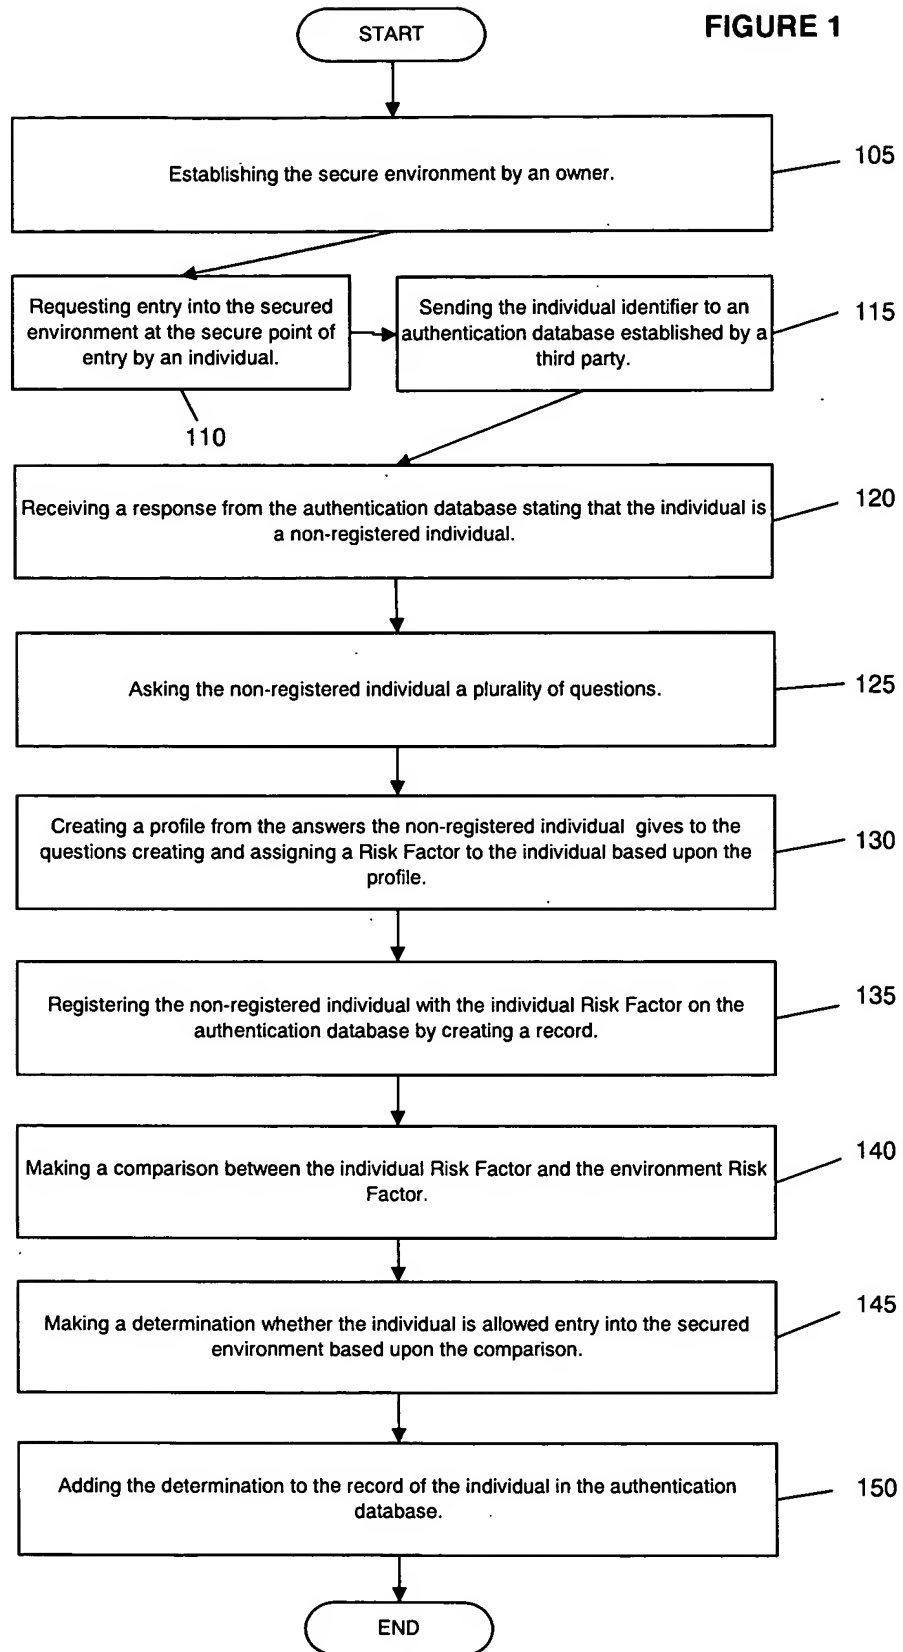 FIGURE 1
START
Establishing the secure environment by an owner.
105
Requesting entry into the secured
environment at the secure point of
entry by an individual.
110
Sending the individual identifier to an
authentication database established by a
third party.
115
Receiving a response from the authentication database stating that the individual is
a non-registered individual.
120
Asking the non-registered individual a plurality of questions.
125
Creating a profile from the answers the non-registered individual gives to the
questions creating and assigning a Risk Factor to the individual based upon the
profile.
130
Registering the non-registered individual with the individual Risk Factor on the
authentication database by creating a record.
135
Making a comparison between the individual Risk Factor and the environment Risk
Factor.
140
Making a determination whether the individual is allowed entry into the secured
environment based upon the comparison.
145
Adding the determination to the record of the individual in the authentication
database.
150
END